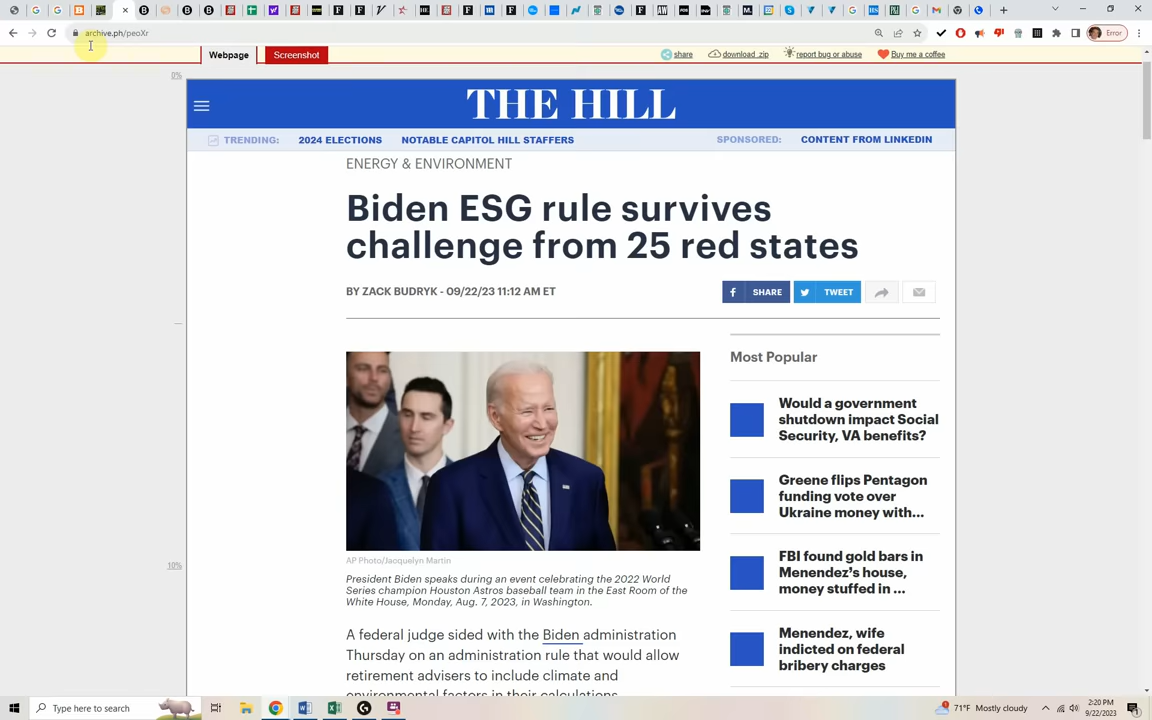 archive.ph/peoXr
Error
Webpage
Screenshot
share
download .zip
report bug or abuse
Buy me a coffee
0%
THE HILL
TRENDING: 2024 ELECTIONS NOTABLE CAPITOL HILL STAFFERS SPONSORED: CONTENT FROM LINKEDIN
ENERGY & ENVIRONMENT
Biden ESG rule survives
challenge from 25 red states
BY ZACK BUDRYK - 09/22/23 11:12 AM ET
SHARE
TWEET
AP Photo/Jacquelyn Martin
President Biden speaks during an event celebrating the 2022 World
Series champion Houston Astros baseball team in the East Room of the
White House, Monday, Aug. 7, 2023, in Washington.
A federal judge sided with the Biden administration
Thursday on an administration rule that would allow
retirement advisers to include climate and
environmental factors in their calculations.
Most Popular
Would a government
shutdown impact Social
Security, VA benefits?
Greene flips Pentagon
funding vote over
Ukraine money with...
FBI found gold bars in
Menendez’s house,
money stuffed in ...
Menendez, wife
indicted on federal
bribery charges
10%
Type here to search
71°F Mostly cloudy
2:20 PM
9/22/2023